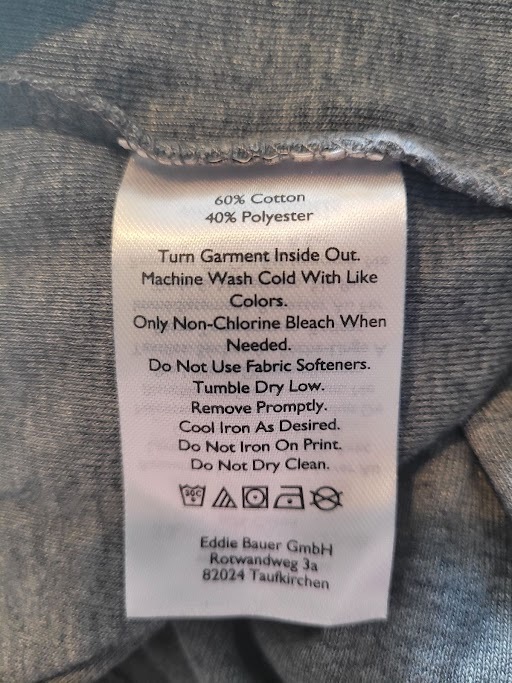 60% Cotton
40% Polyester
Turn Garment Inside Out.
Machine Wash Cold With Like
Colors.
Only Non-Chlorine Bleach When
Needed.
Do Not Use Fabric Softeners.
Tumble Dry Low.
Remove Promptly.
Cool Iron As Desired.
Do Not Iron On Print.
Do Not Dry Clean.
30C
Eddie Bauer GmbH
Rotwandweg 3a
82024 Taufkirchen